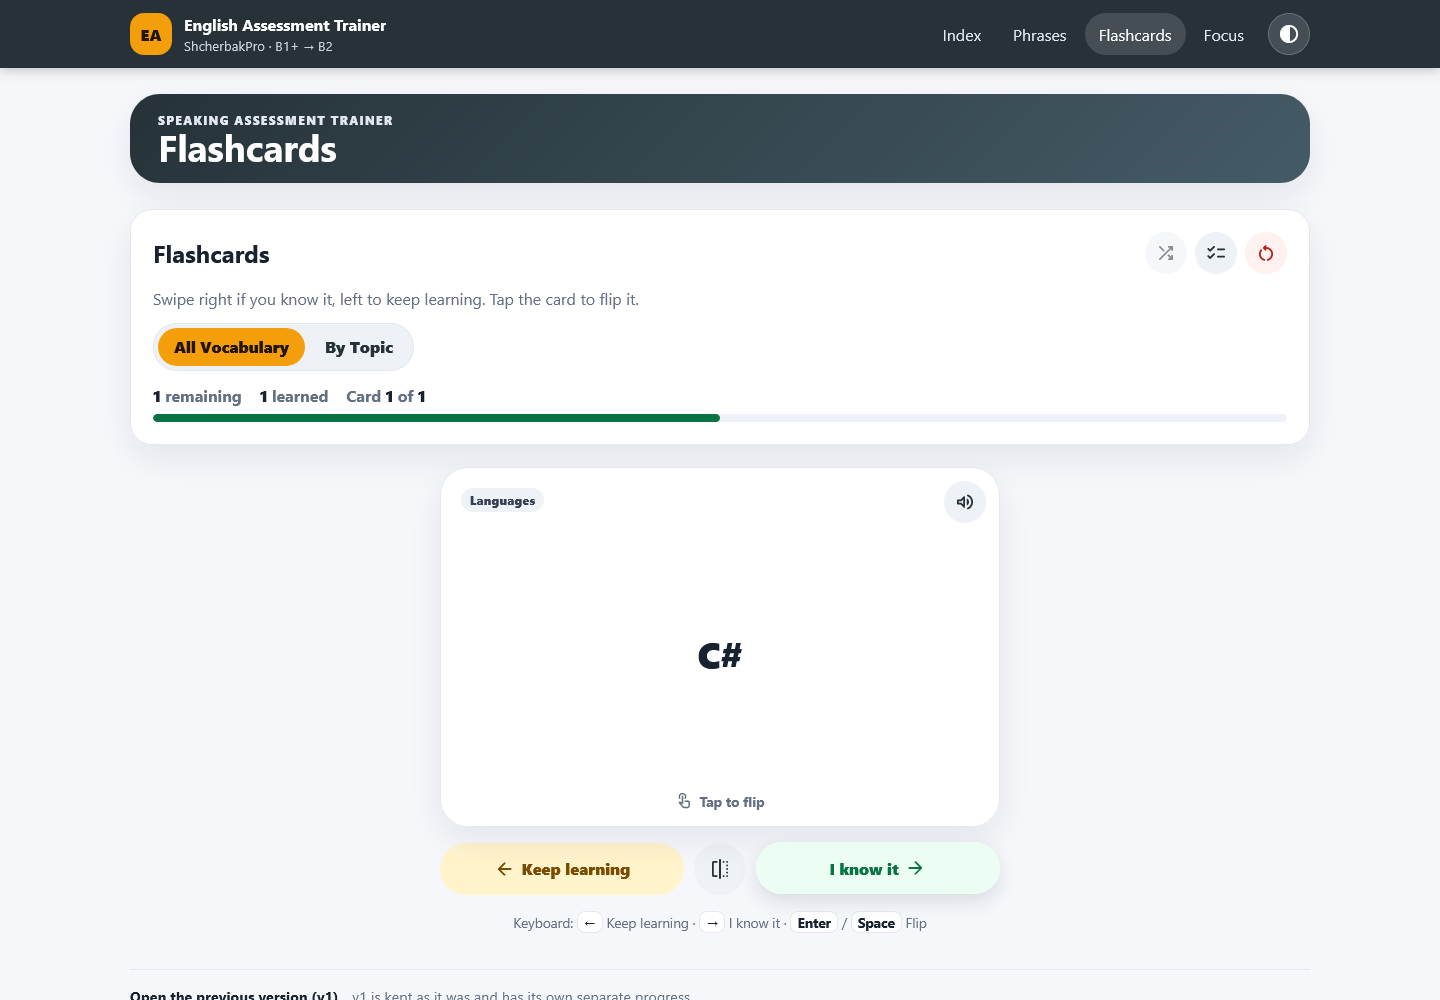 EA
English Assessment Trainer
ShcherbakPro · B1+ → B2
Index
Phrases
Flashcards
Focus
SPEAKING ASSESSMENT TRAINER
Flashcards
Flashcards
Swipe right if you know it, left to keep learning. Tap the card to flip it.
All Vocabulary
By Topic
1 remaining 1 learned Card 1 of 1
Languages
C#
Tap to flip
← Keep learning
I know it →
Keyboard: ← Keep learning · → I know it · Enter / Space Flip
Open the previous version (v1) v1 is kept as it was and has its own separate progress.